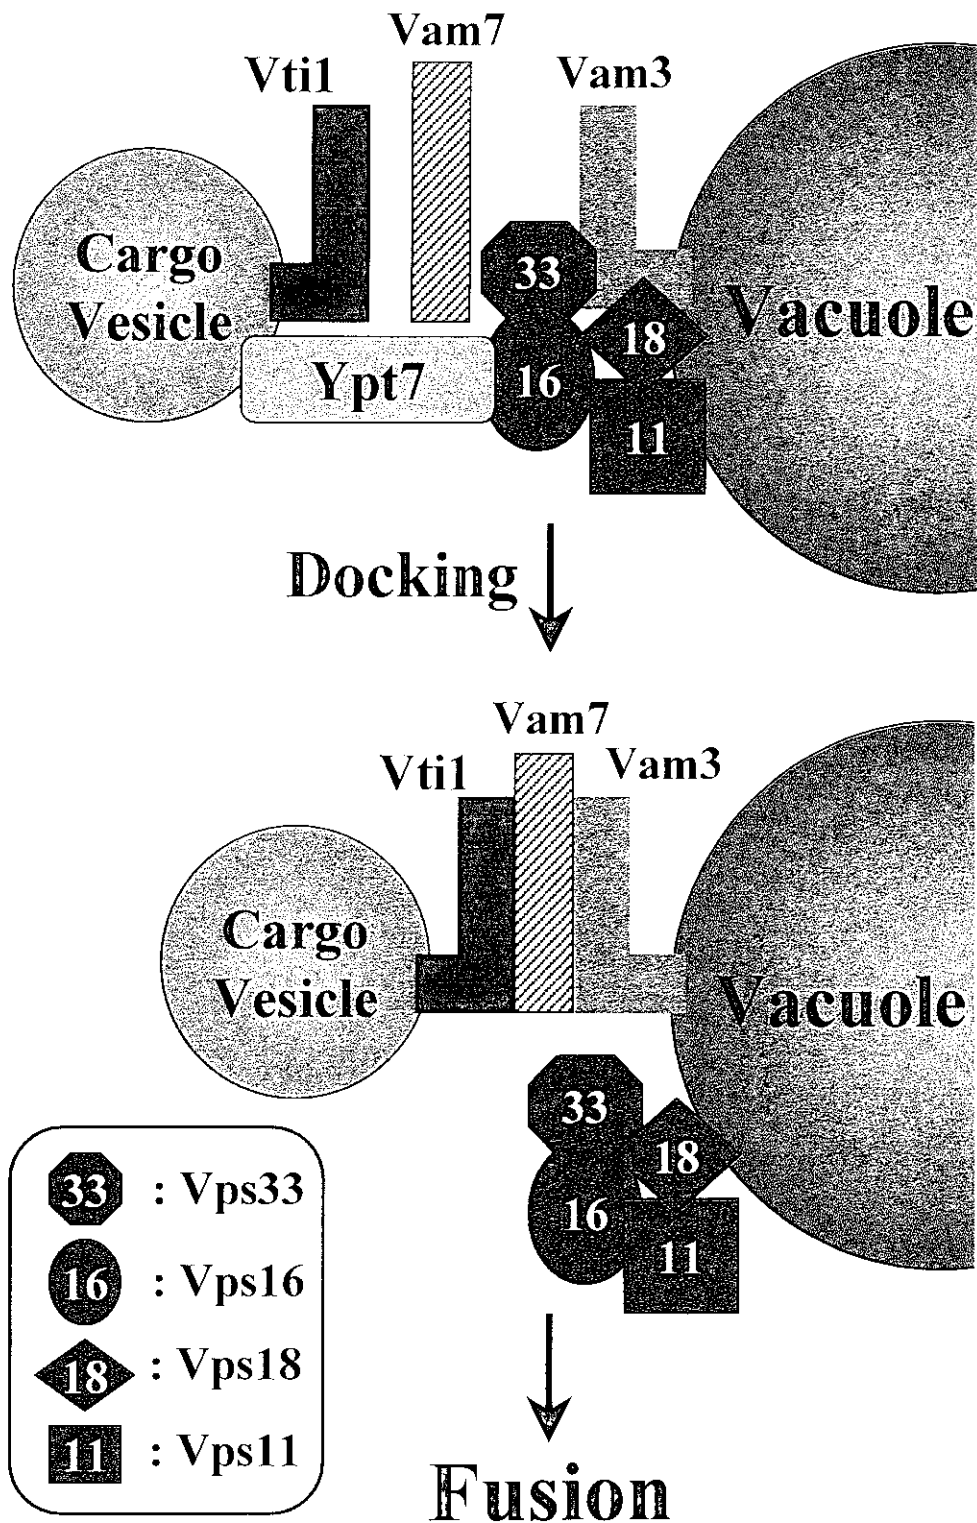 Vam7
Vti1
Vam3
Cargo
Vesicle
Vacuole
33
18
16
Ypt7
11
Docking
Vam7
Vti1
Vam3
Cargo
Vesicle
Vacuole
33
18
16
11
33 : Vps33
16 : Vps16
18 : Vps18
11 : Vps11
Fusion